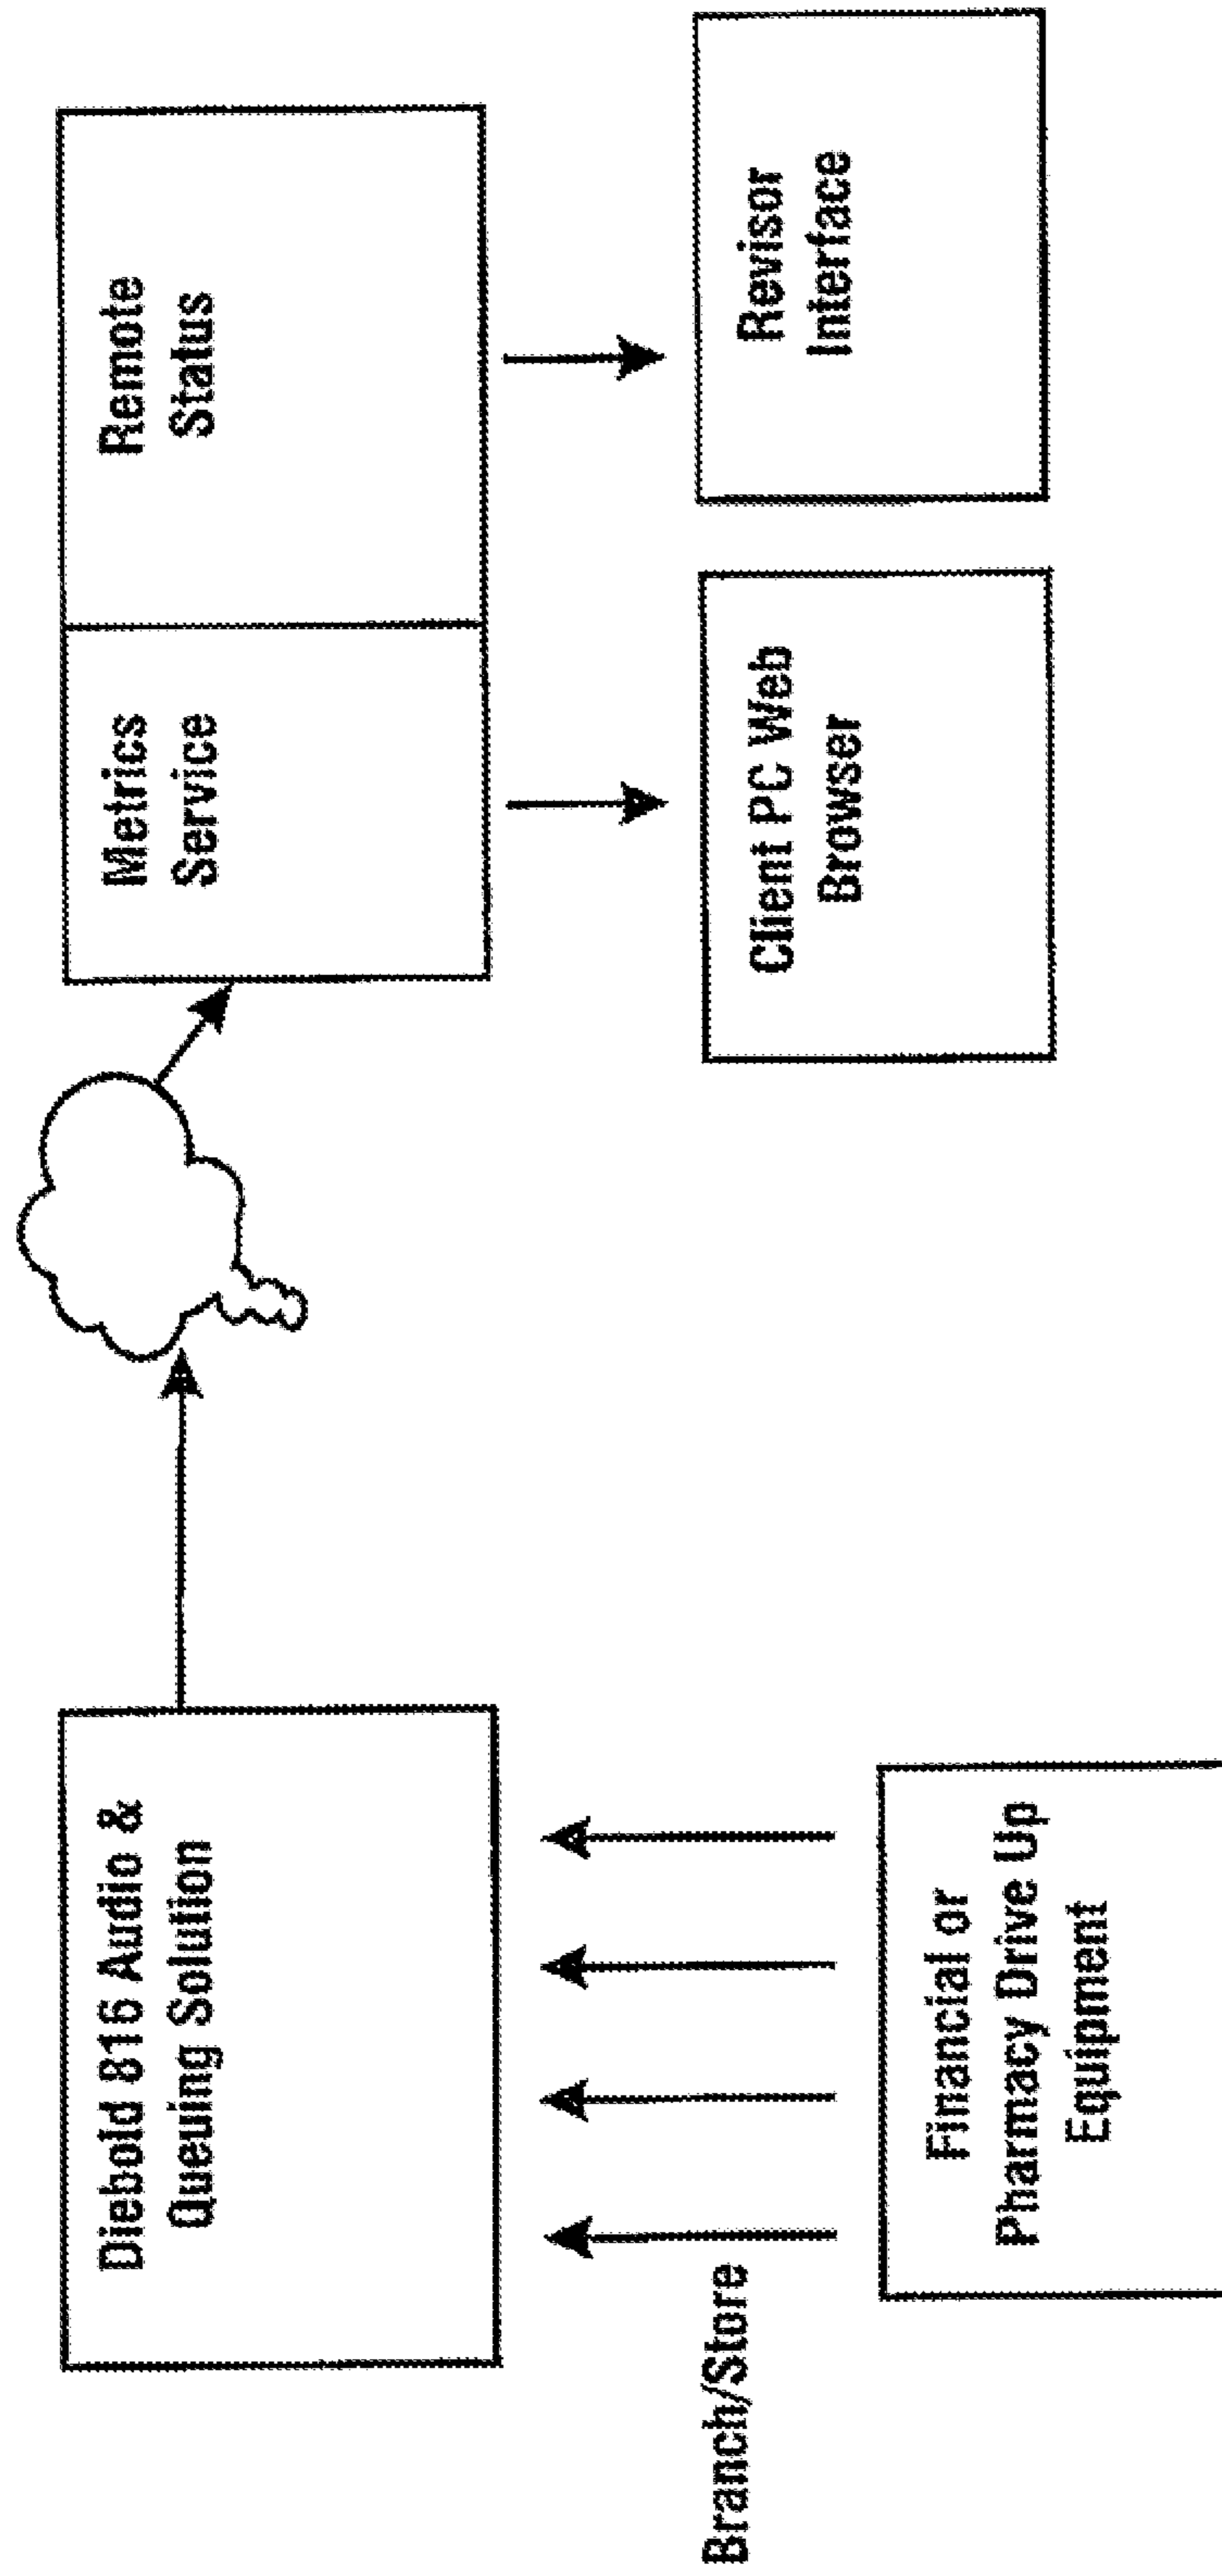 Diebold 816 Audio &
Queuing Solution
Metrics
Service
Remote
Status
Branch/Store
Financial or
Pharmacy Drive Up
Equipment
Client PC Web
Browser
Revisor
Interface